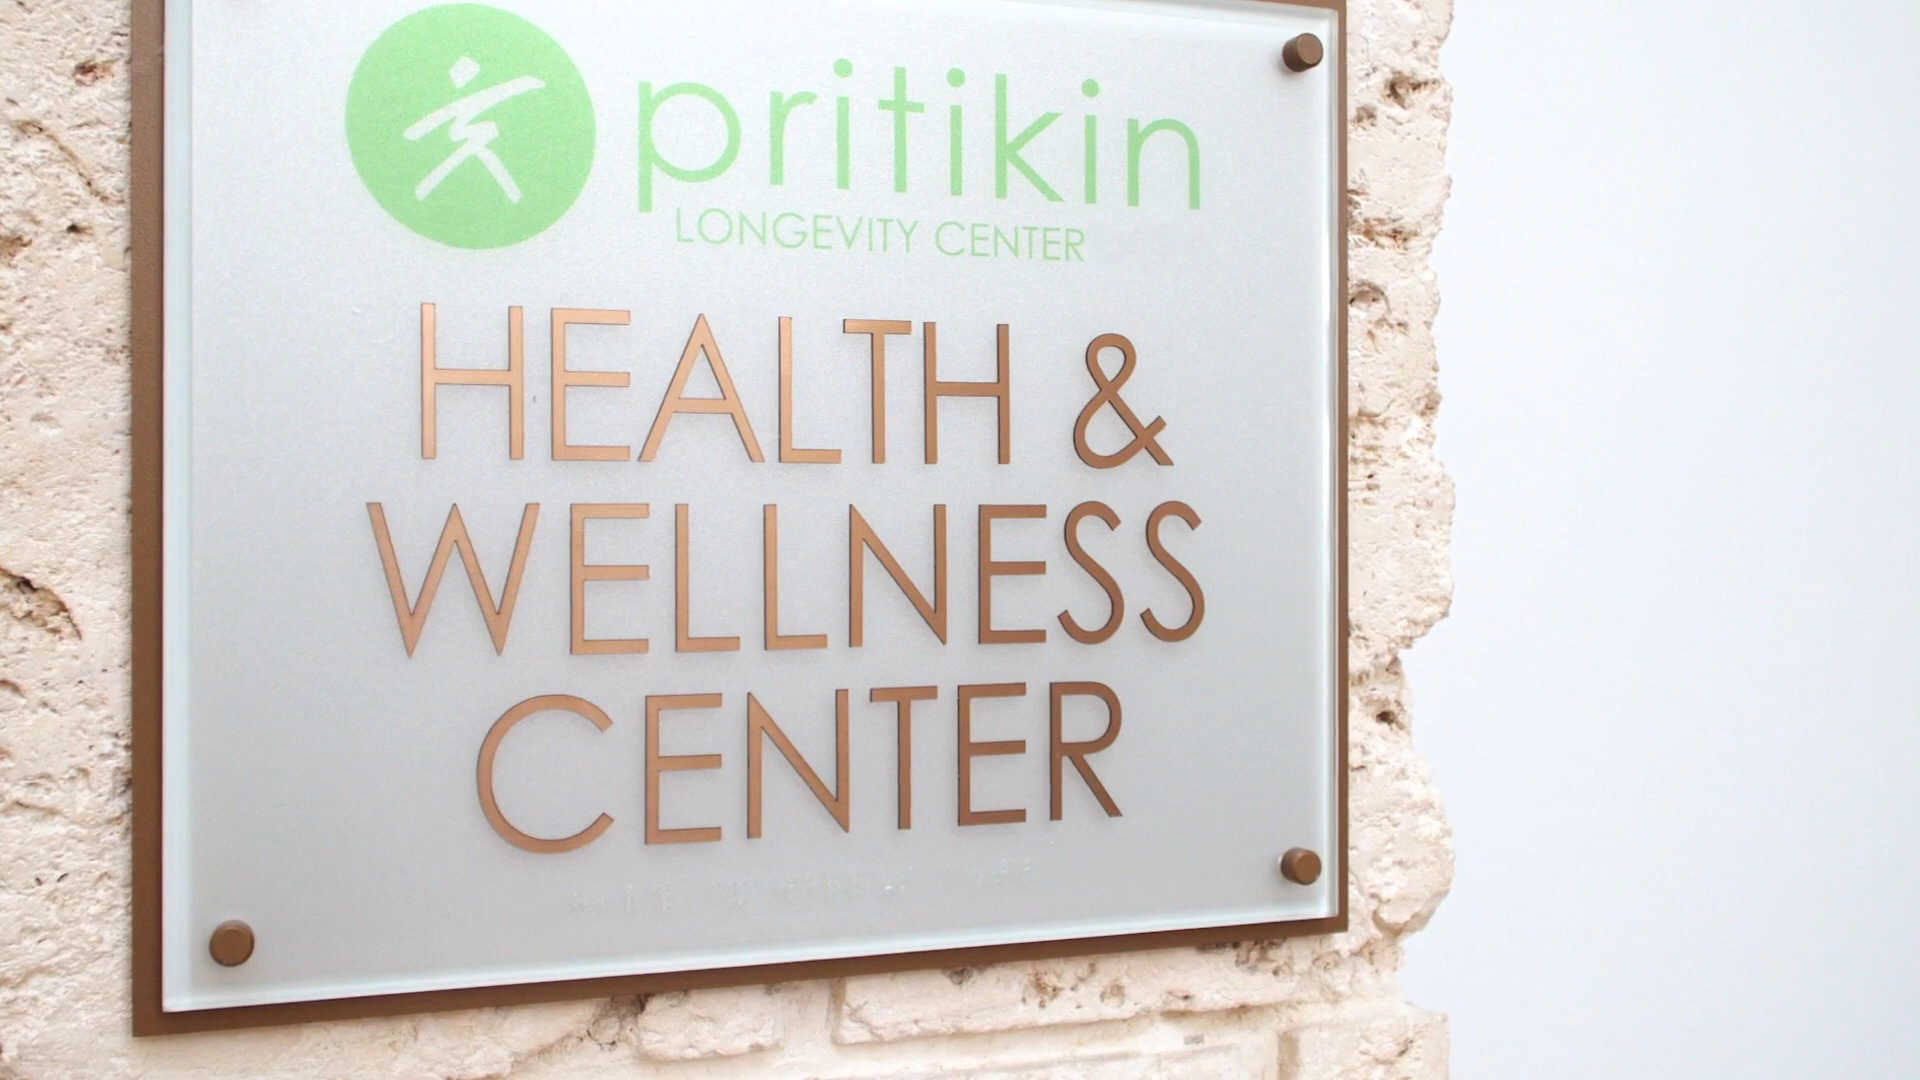 pritikin
LONGEVITY CENTER
HEALTH &
WELLNESS
CENTER